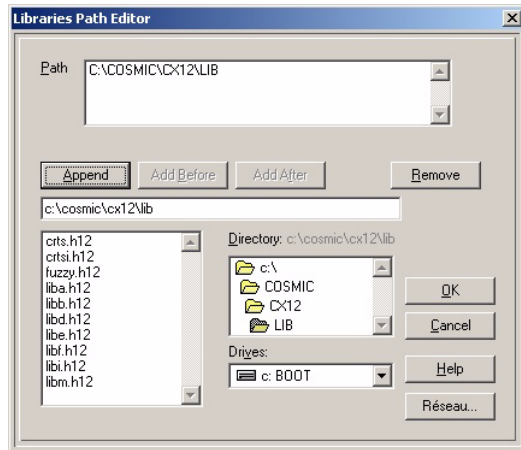 Libraries Path Editor
Path
C:\COSMIC\CX12\LIB
Append Add Before Add After Remove
c:\cosmic\cx12\lib
crts.h12
crtsi.h12
fuzzy.h12
liba.h12
libb.h12
libd.h12
libe.h12
libf.h12
libi.h12
libm.h12
Directory: c:\cosmic\cx12\lib
c:\
COSMIC
CX12
LIB
Drives:
c: BOOT
OK
Cancel
Help
Réseau...